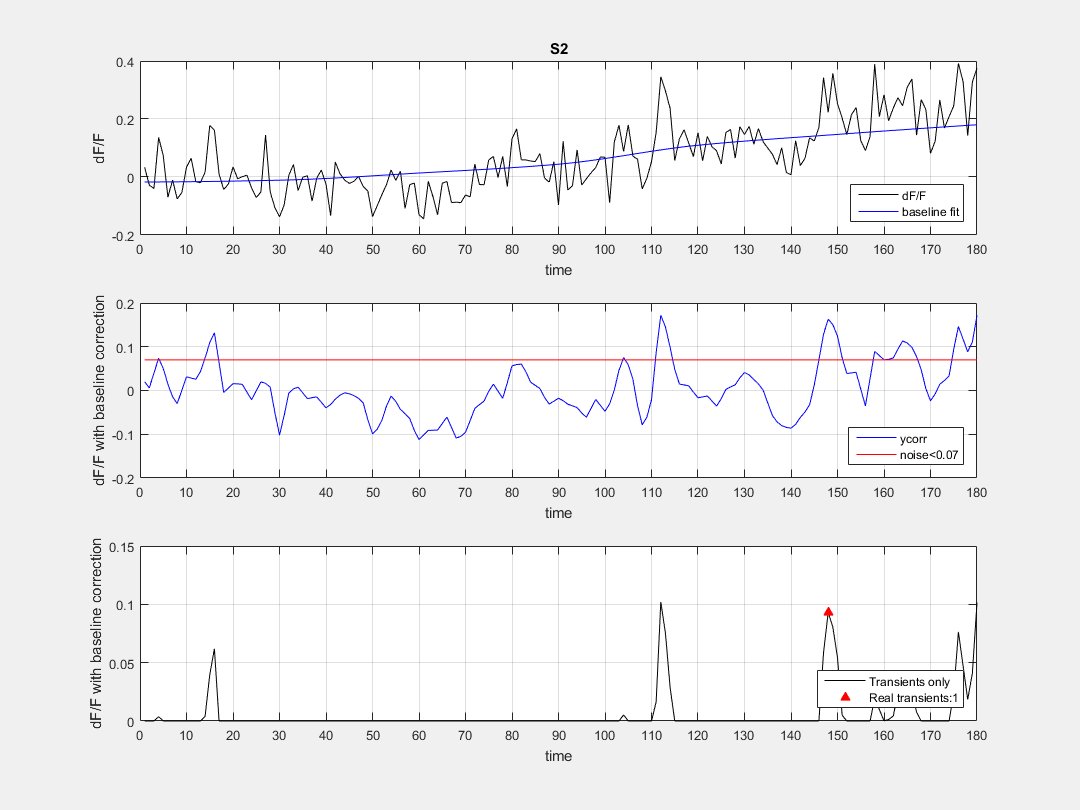 S2
0.4
0.2
0
-0.2
dF/F
0 10 20 30 40 50 60 70 80 90 100 110 120 130 140 150 160 170 180
time
dF/F
baseline fit
0.2
0.1
0
-0.1
-0.2
dF/F with baseline correction
0 10 20 30 40 50 60 70 80 90 100 110 120 130 140 150 160 170 180
time
ycorr
noise<0.07
0.15
0.1
0.05
0
dF/F with baseline correction
0 10 20 30 40 50 60 70 80 90 100 110 120 130 140 150 160 170 180
time
Transients only
Real transients:1